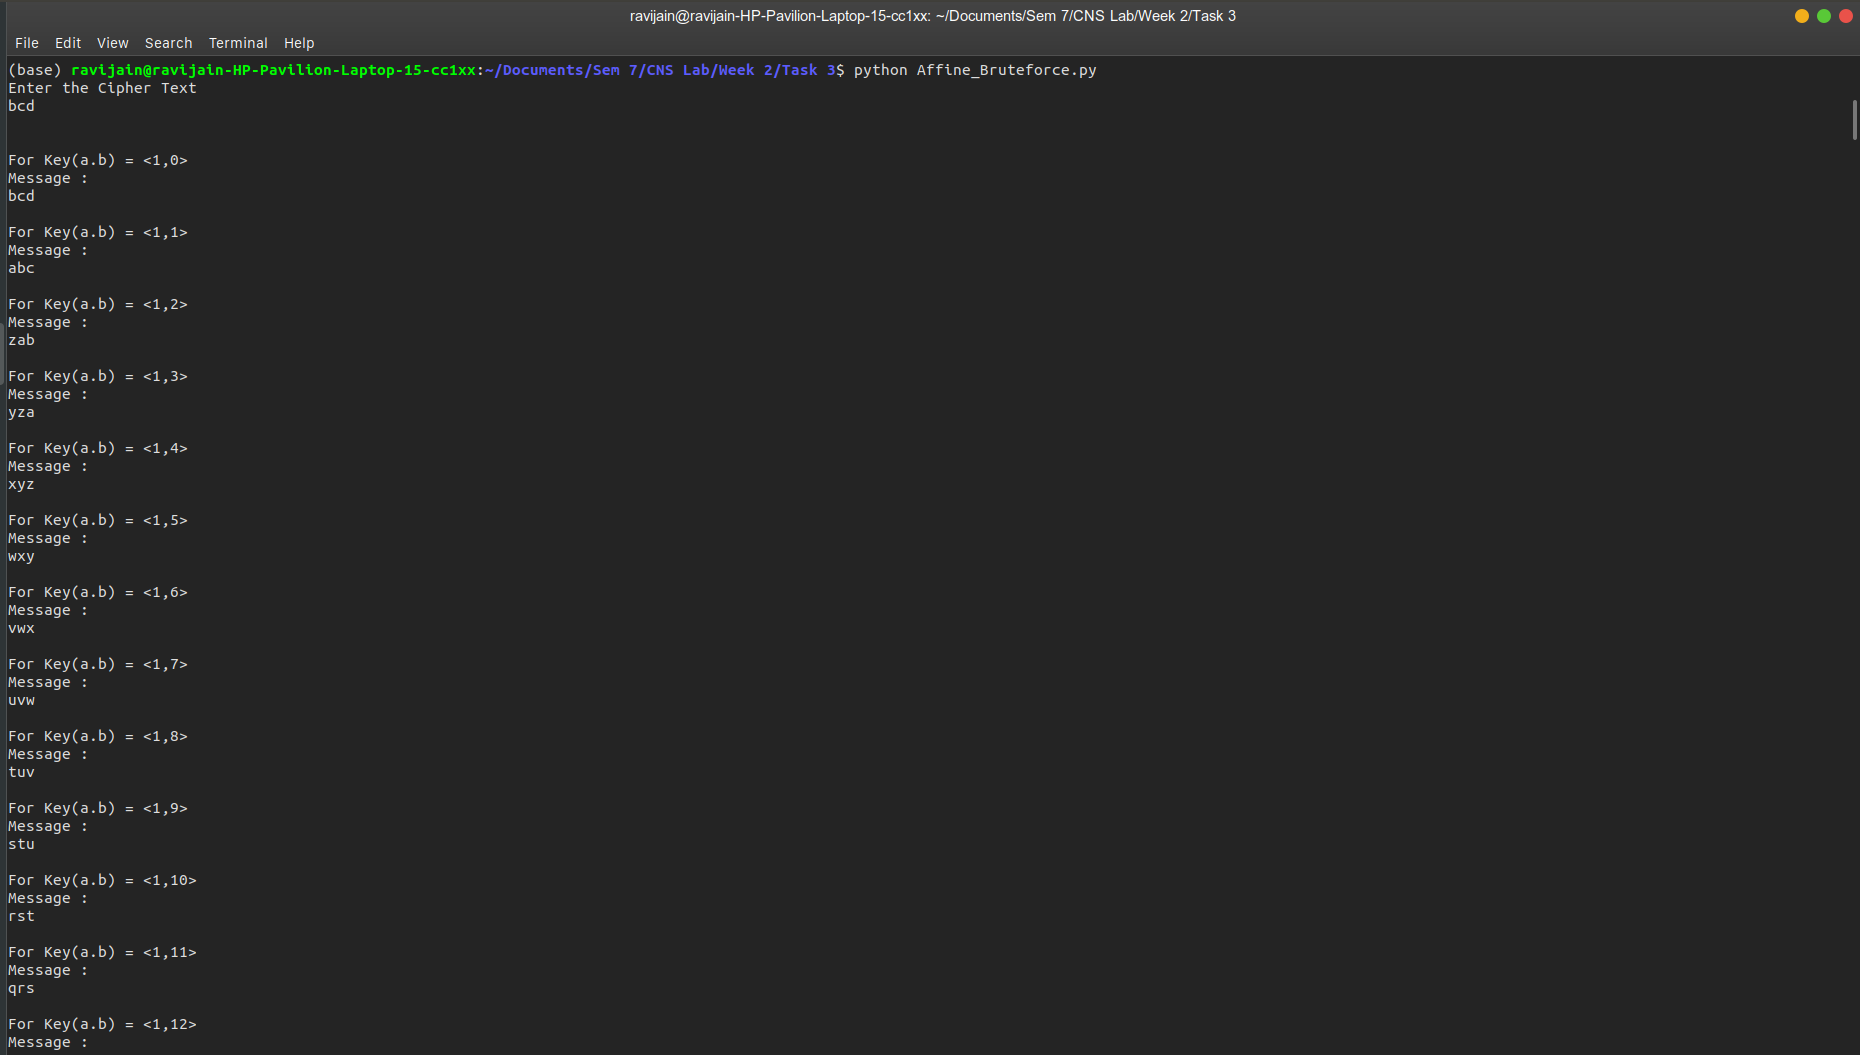 ravijain@ravijain-HP-Pavilion-Laptop-15-cc1xx: ~/Documents/Sem 7/CNS Lab/Week 2/Task 3
File Edit View Search Terminal Help
(base) ravijain@ravijain-HP-Pavilion-Laptop-15-cc1xx:~/Documents/Sem 7/CNS Lab/Week 2/Task 3$ python Affine_Bruteforce.py
Enter the Cipher Text
bcd
For Key(a.b) = <1,0>
Message :
bcd
For Key(a.b) = <1,1>
Message :
abc
For Key(a.b) = <1,2>
Message :
zab
For Key(a.b) = <1,3>
Message :
yza
For Key(a.b) = <1,4>
Message :
xyz
For Key(a.b) = <1,5>
Message :
wxy
For Key(a.b) = <1,6>
Message :
vwx
For Key(a.b) = <1,7>
Message :
uvw
For Key(a.b) = <1,8>
Message :
tuv
For Key(a.b) = <1,9>
Message :
stu
For Key(a.b) = <1,10>
Message :
rst
For Key(a.b) = <1,11>
Message :
qrs
For Key(a.b) = <1,12>
Message :